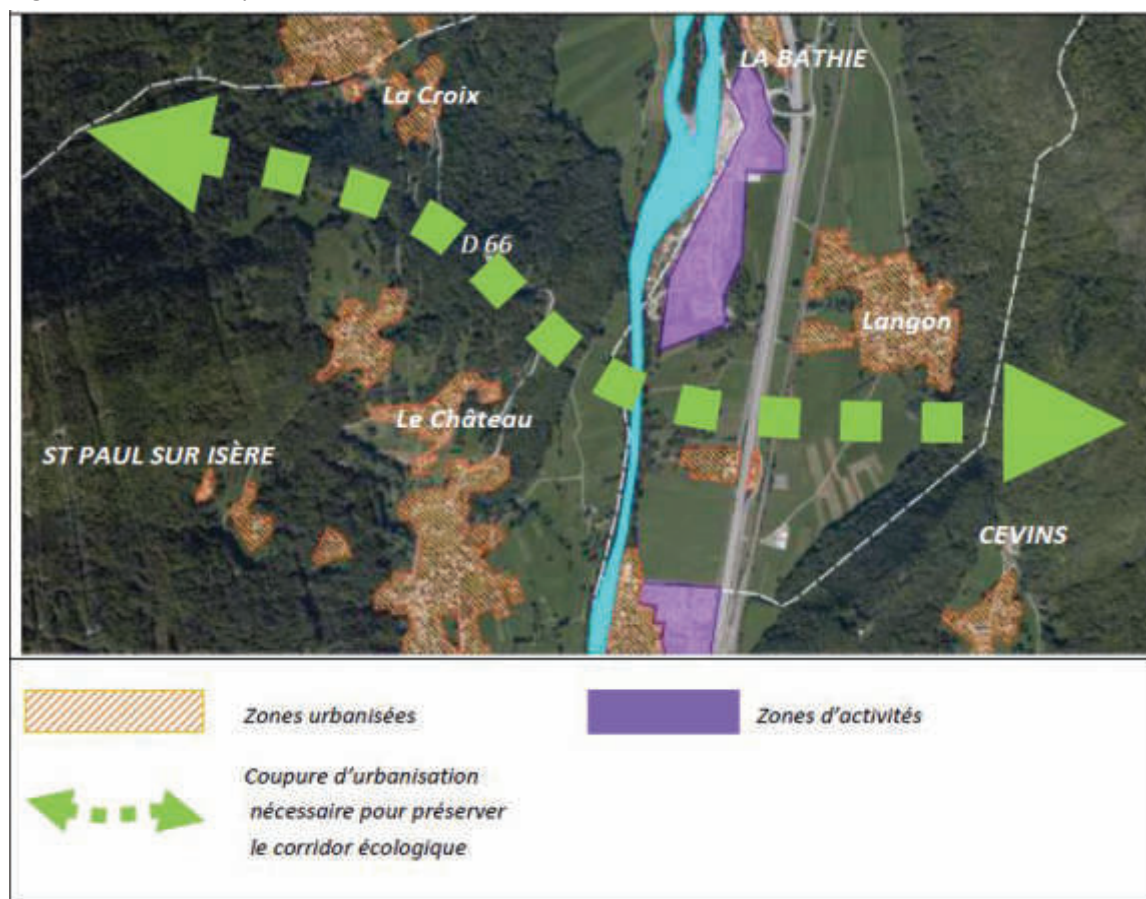 LA BATHIE
La Croix
D 66
Langon
Le Château
ST PAUL SUR ISÈRE
CEVINS
Zones urbanisées
Zones d'activités
Coupure d'urbanisation
nécessaire pour préserver
le corridor écologique